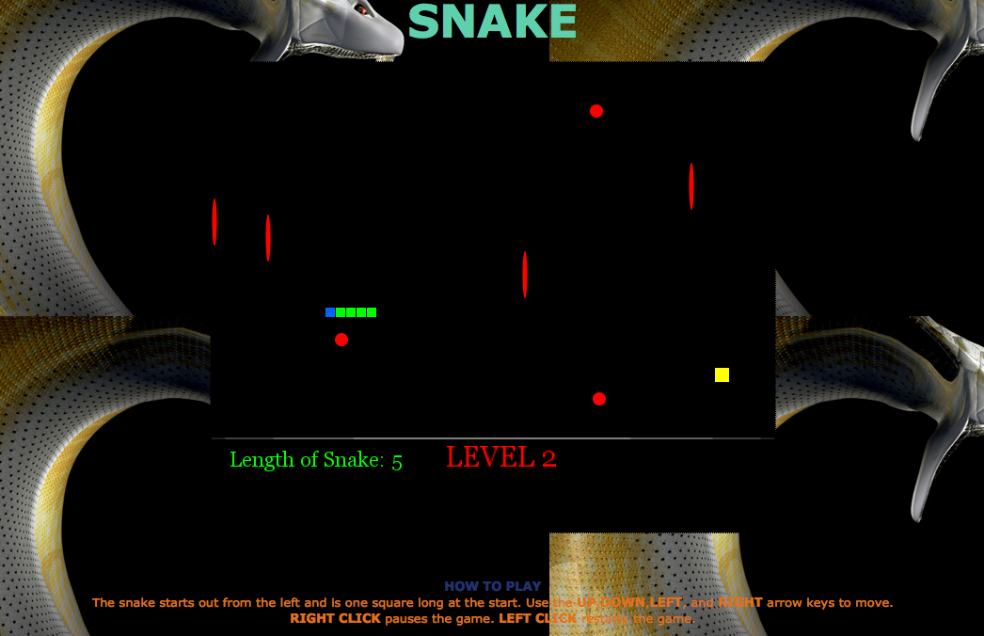 SNAKE
Length of Snake: 5
LEVEL 2
HOW TO PLAY
The snake starts out from the left and is one square long at the start. Use the UP, DOWN,LEFT, and RIGHT arrow keys to move.
RIGHT CLICK pauses the game. LEFT CLICK restarts the game.